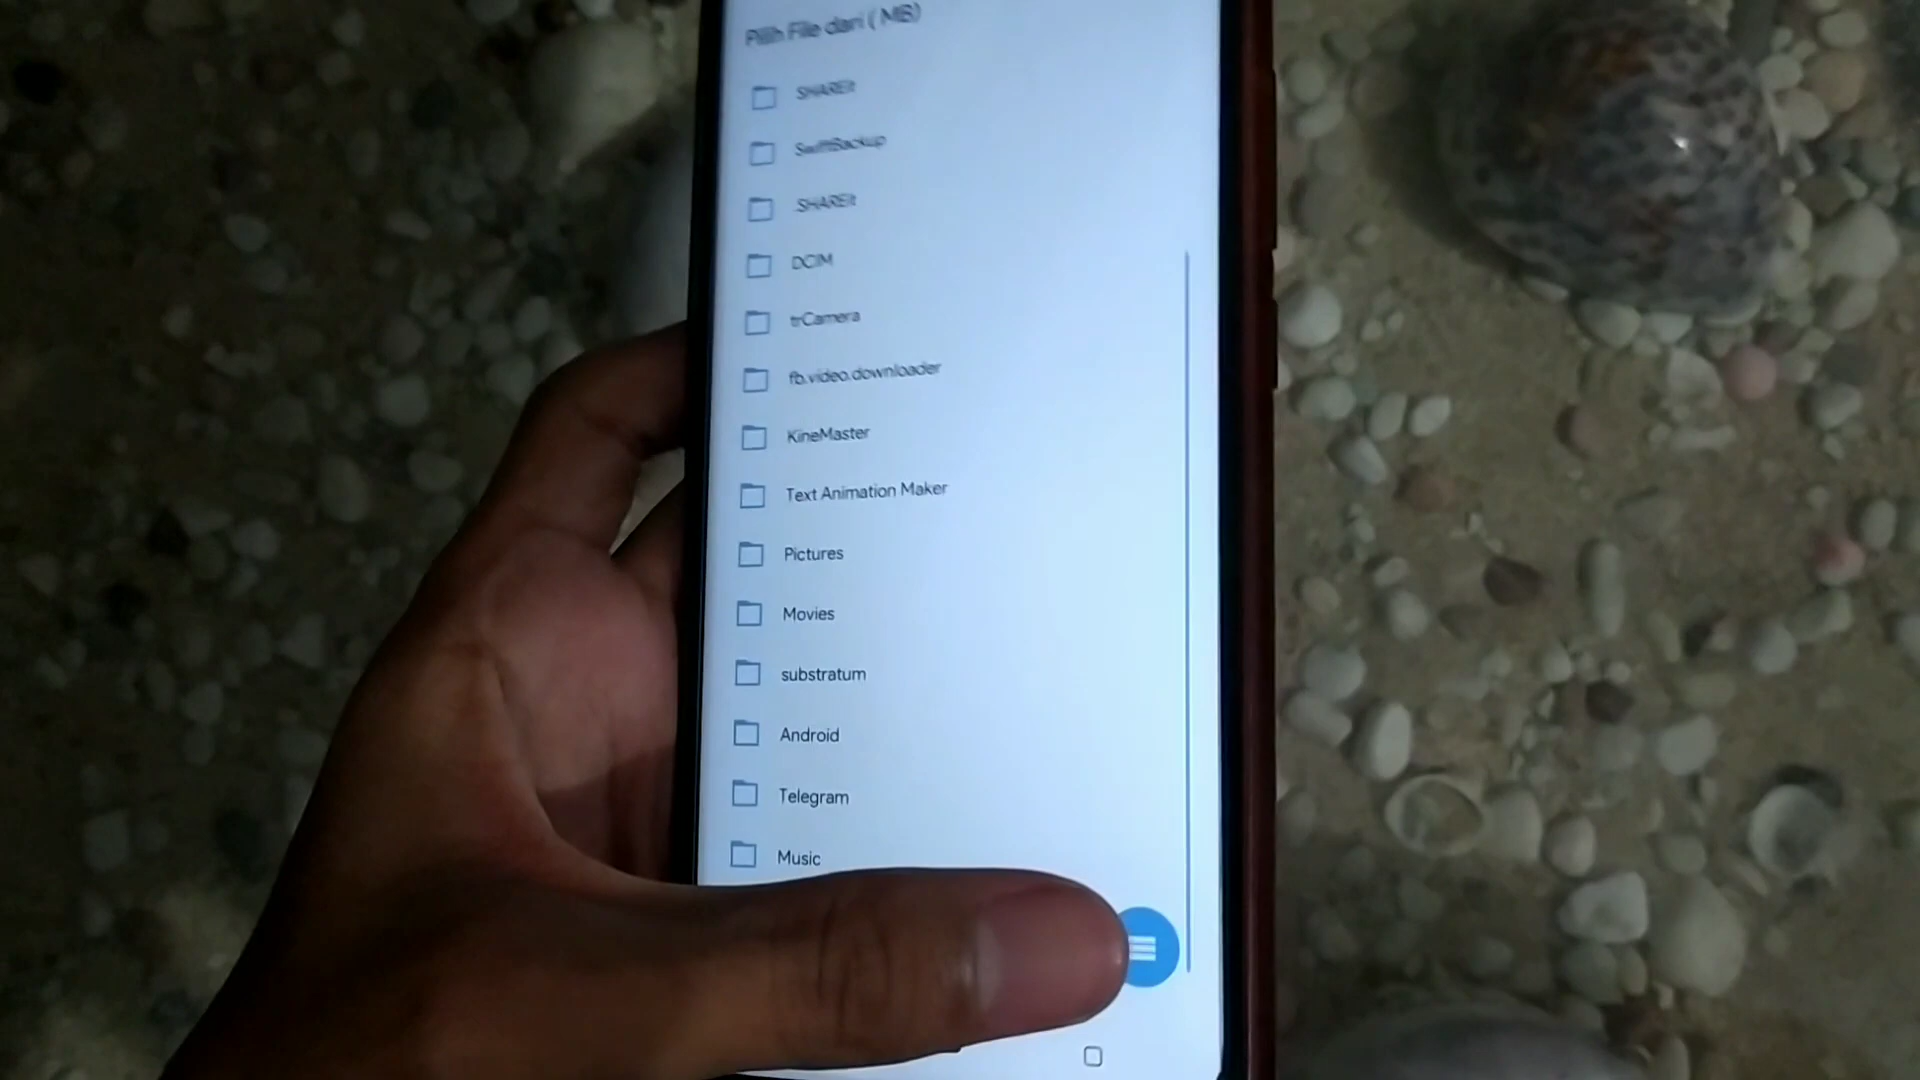 Pilih File dari ( MB)
SHAREit
SwiftBackup
SHAREit
DCIM
trCamera
fb.video.downloader
KineMaster
Text Animation Maker
Pictures
Movies
substratum
Android
Telegram
Music